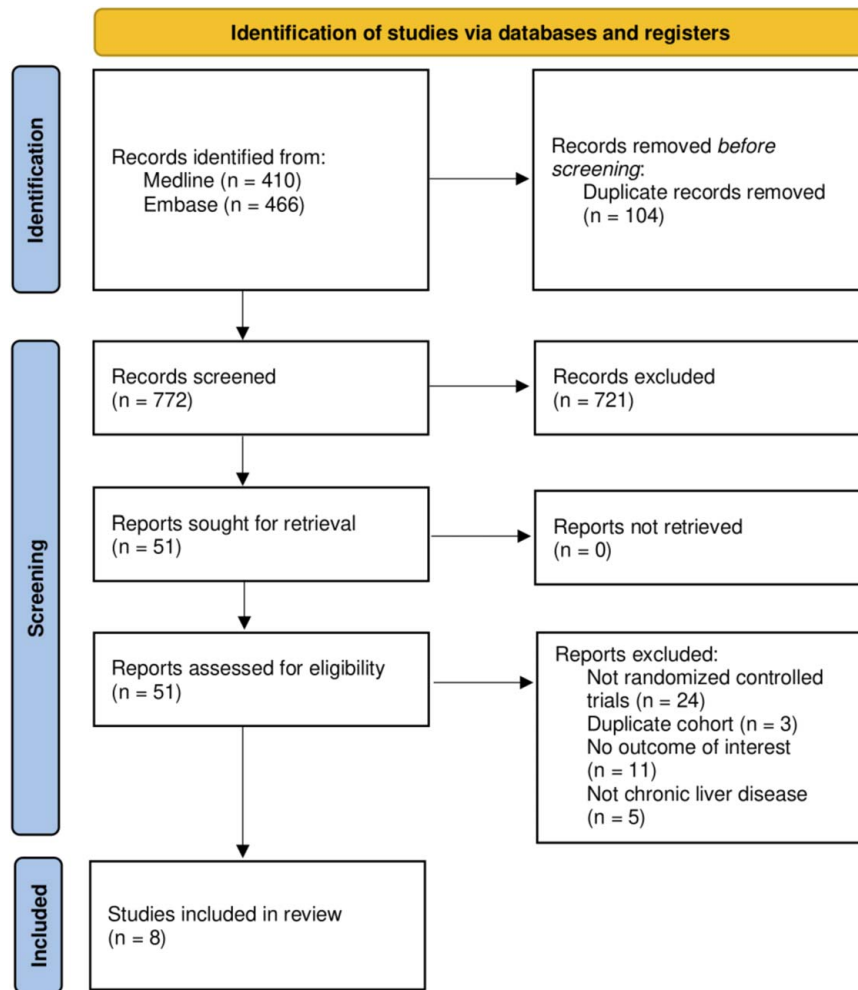 Identification of studies via databases and registers
Identification
Records identified from:
Medline (n = 410)
Embase (n = 466)
Records removed before
screening:
Duplicate records removed
(n = 104)
Screening
Records screened
(n = 772)
Records excluded
(n = 721)
Reports sought for retrieval
(n = 51)
Reports not retrieved
(n = 0)
Reports assessed for eligibility
(n = 51)
Reports excluded:
Not randomized controlled
trials (n = 24)
Duplicate cohort (n = 3)
No outcome of interest
(n = 11)
Not chronic liver disease
(n = 5)
Included
Studies included in review
(n = 8)